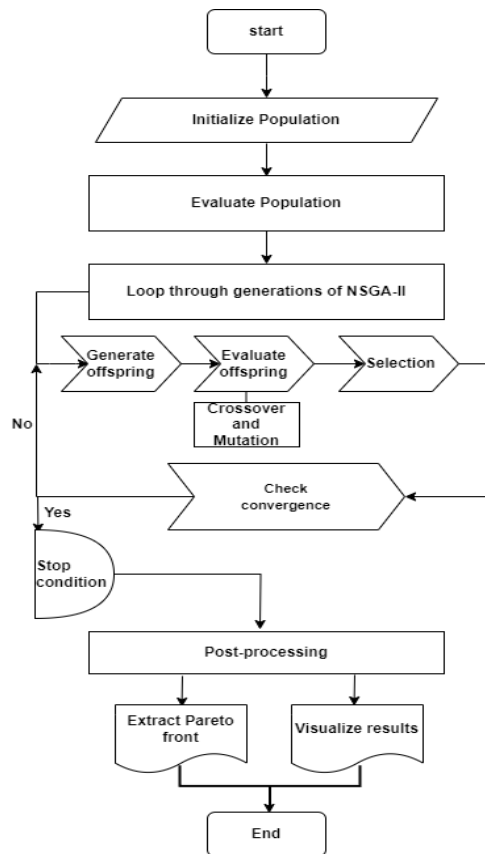 start
Initialize Population
Evaluate Population
Loop through generations of NSGA-II
Generate
offspring
Evaluate
offspring
Selection
Crossover
and
Mutation
No
Check
convergence
Yes
Stop
condition
Post-processing
Extract Pareto
front
Visualize results
End